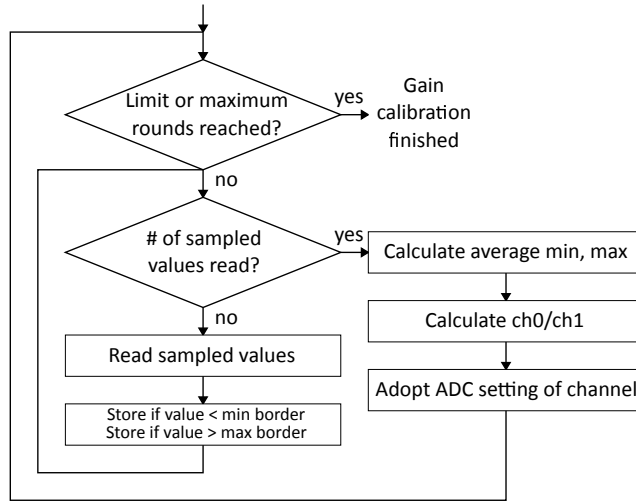 Limit or maximum
rounds reached?
yes
Gain
calibration
finished
no
# of sampled
values read?
yes
Calculate average min, max
no
Calculate ch0/ch1
Read sampled values
Adopt ADC setting of channel
Store if value < min border
Store if value > max border